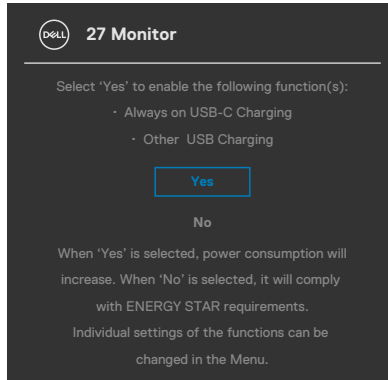 DELL
27 Monitor
Select ‘Yes’ to enable the following function(s):
· Always on USB-C Charging
· Other USB Charging
Yes
No
When ‘Yes’ is selected, power consumption will
increase. When ‘No’ is selected, it will comply
with ENERGY STAR requirements.
Individual settings of the functions can be
changed in the Menu.